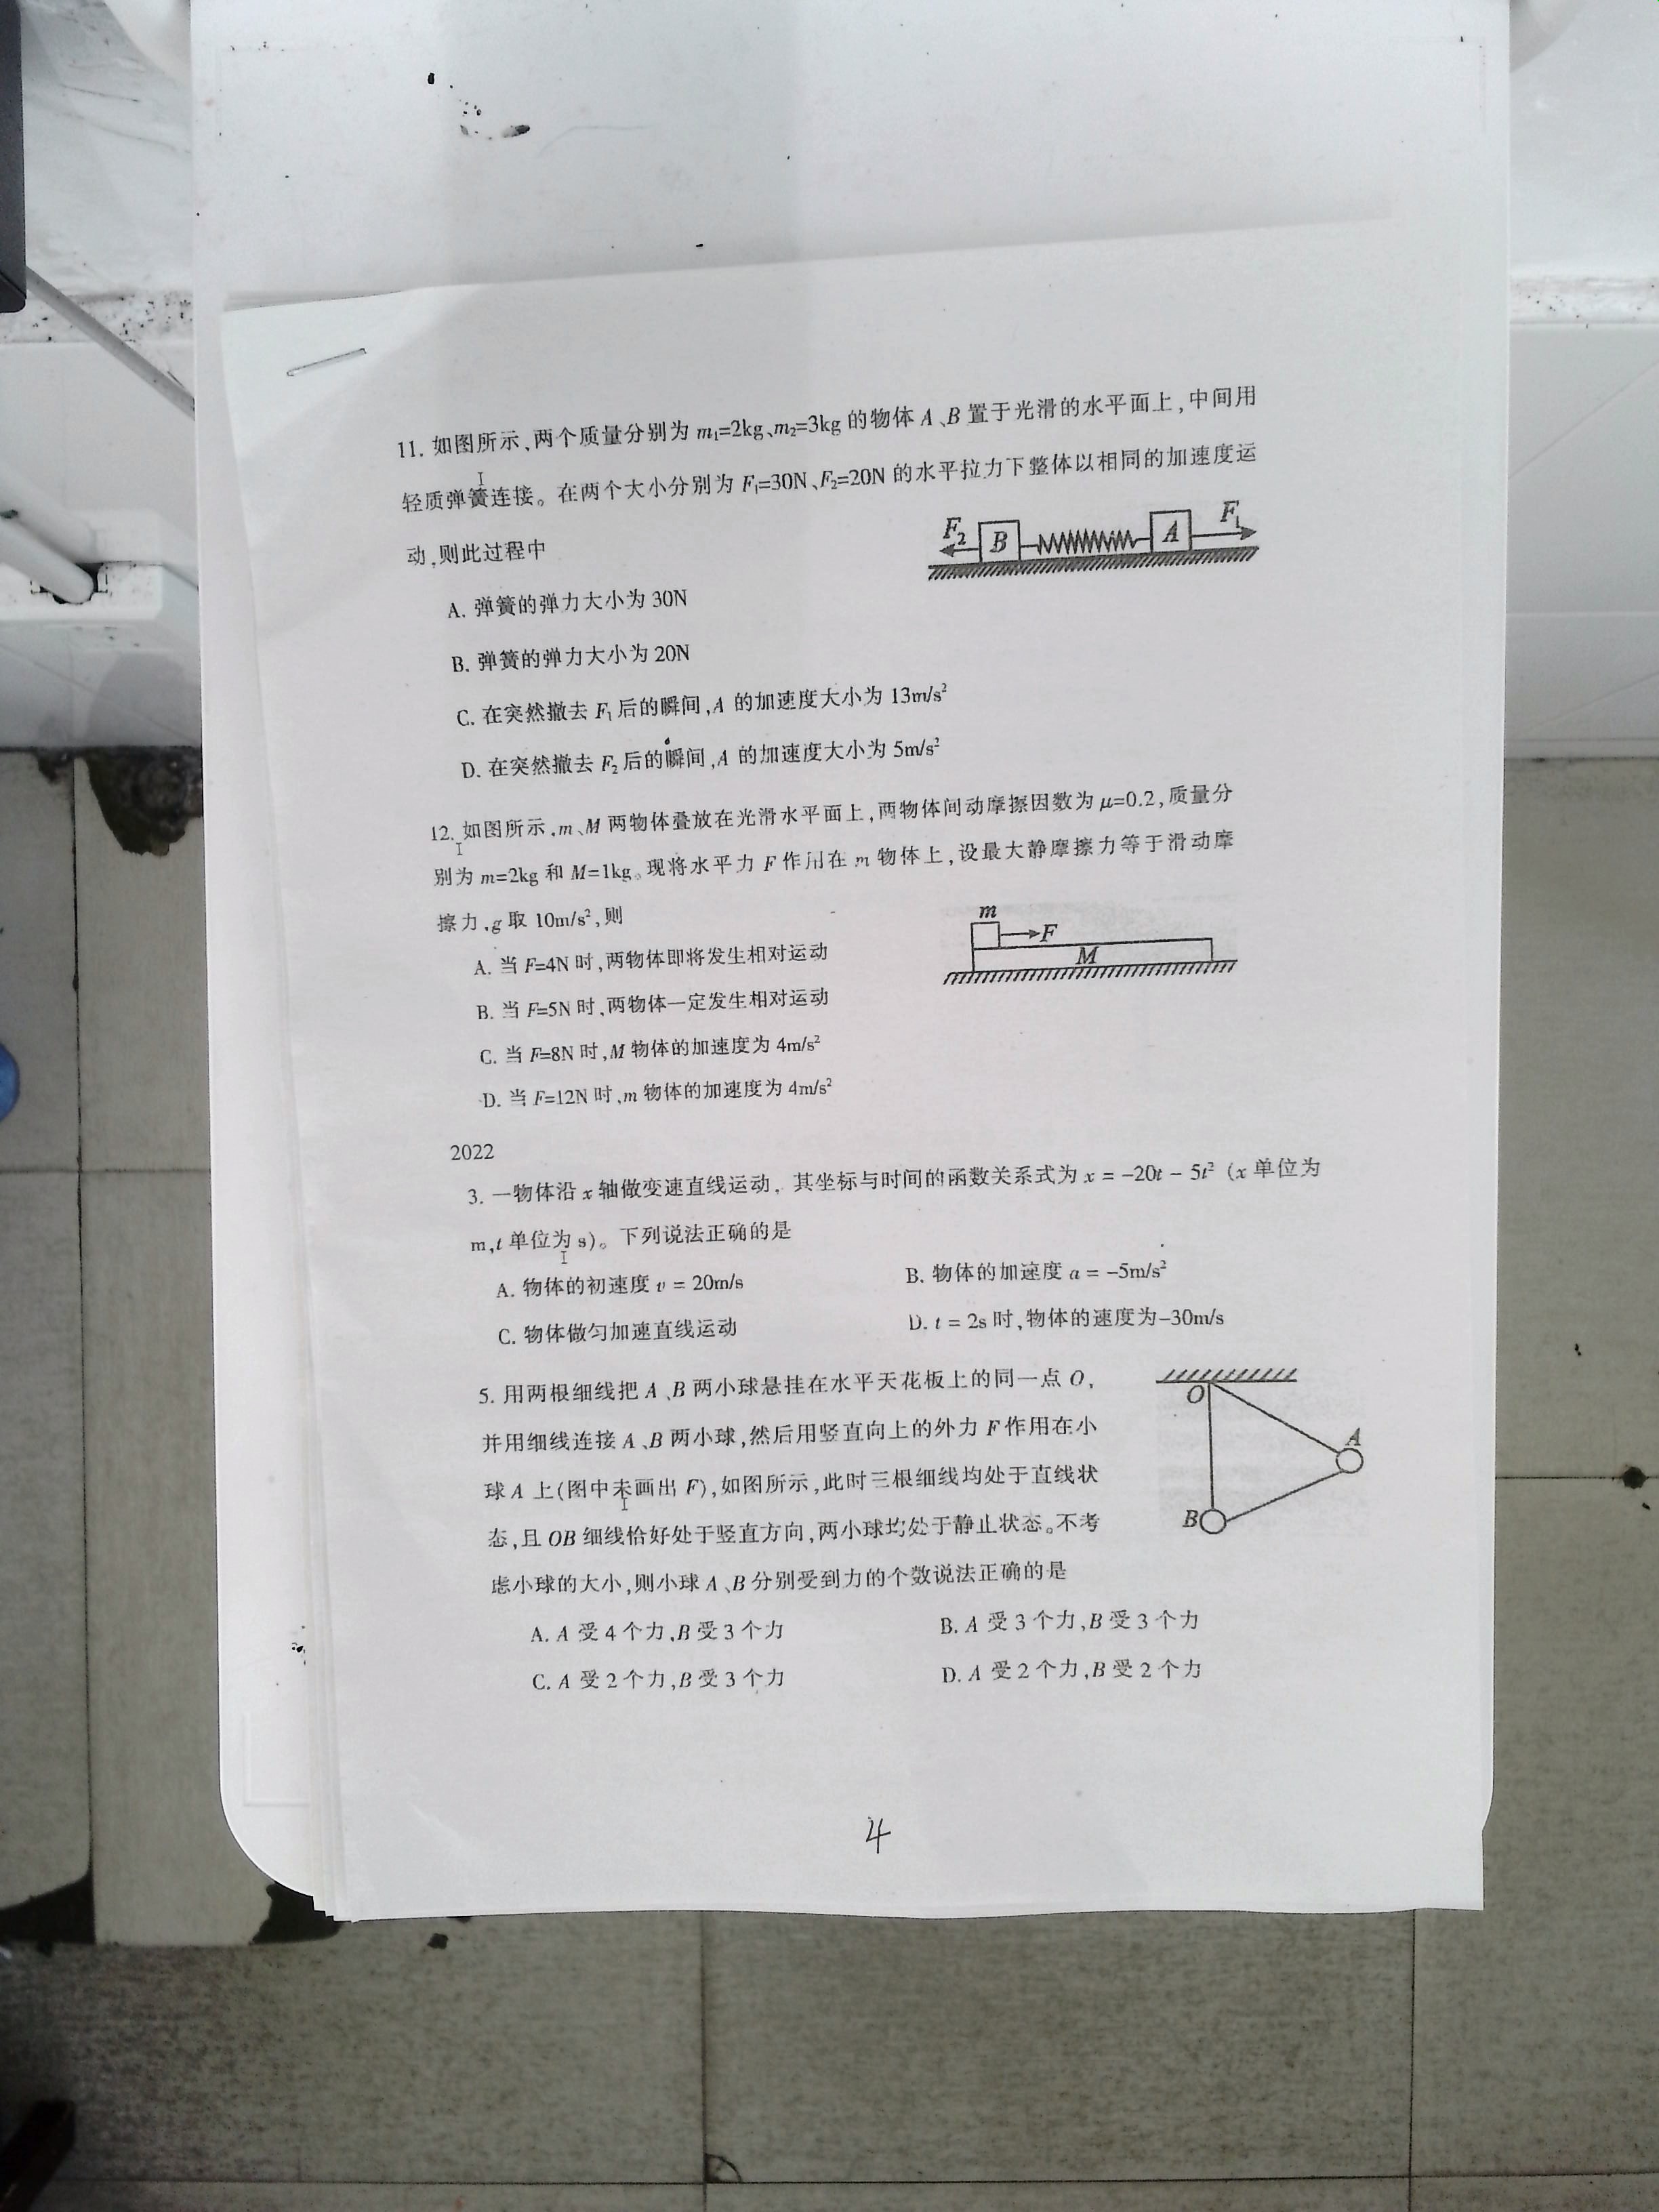 11. 如图所示,两个质量分别为 m₁=2kg、m₂=3kg 的物体 A、B 置于光滑的水平面上,中间用
轻质弹簧连接。在两个大小分别为 F₁=30N、F₂=20N 的水平拉力下整体以相同的加速度运
动,则此过程中
F₂ B A F₁
A. 弹簧的弹力大小为 30N
B. 弹簧的弹力大小为 20N
C. 在突然撤去 F₁ 后的瞬间,A 的加速度大小为 13m/s²
D. 在突然撤去 F₂ 后的瞬间,A 的加速度大小为 5m/s²
12. 如图所示,m、M 两物体叠放在光滑水平面上,两物体间动摩擦因数为 μ=0.2,质量分
别为 m=2kg 和 M=1kg。现将水平力 F 作用在 m 物体上,设最大静摩擦力等于滑动摩
擦力,g 取 10m/s²,则
m
F
M
A. 当 F=4N 时,两物体即将发生相对运动
B. 当 F=5N 时,两物体一定发生相对运动
C. 当 F=8N 时,M 物体的加速度为 4m/s²
D. 当 F=12N 时,m 物体的加速度为 4m/s²
2022
3. 一物体沿 x 轴做变速直线运动，其坐标与时间的函数关系式为 x = -20t - 5t² (x 单位为
m,t 单位为 s)。下列说法正确的是
A. 物体的初速度 v = 20m/s B. 物体的加速度 a = -5m/s²
C. 物体做匀加速直线运动 D. t = 2s 时,物体的速度为-30m/s
5. 用两根细线把 A、B 两小球悬挂在水平天花板上的同一点 O,
并用细线连接 A、B 两小球,然后用竖直向上的外力 F 作用在小
球 A 上(图中未画出 F),如图所示,此时三根细线均处于直线状
态,且 OB 细线恰好处于竖直方向,两小球均处于静止状态。不考
虑小球的大小,则小球 A、B 分别受到力的个数说法正确的是
O
A
B
A. A 受 4 个力,B 受 3 个力 B. A 受 3 个力,B 受 3 个力
C. A 受 2 个力,B 受 3 个力 D. A 受 2 个力,B 受 2 个力
4